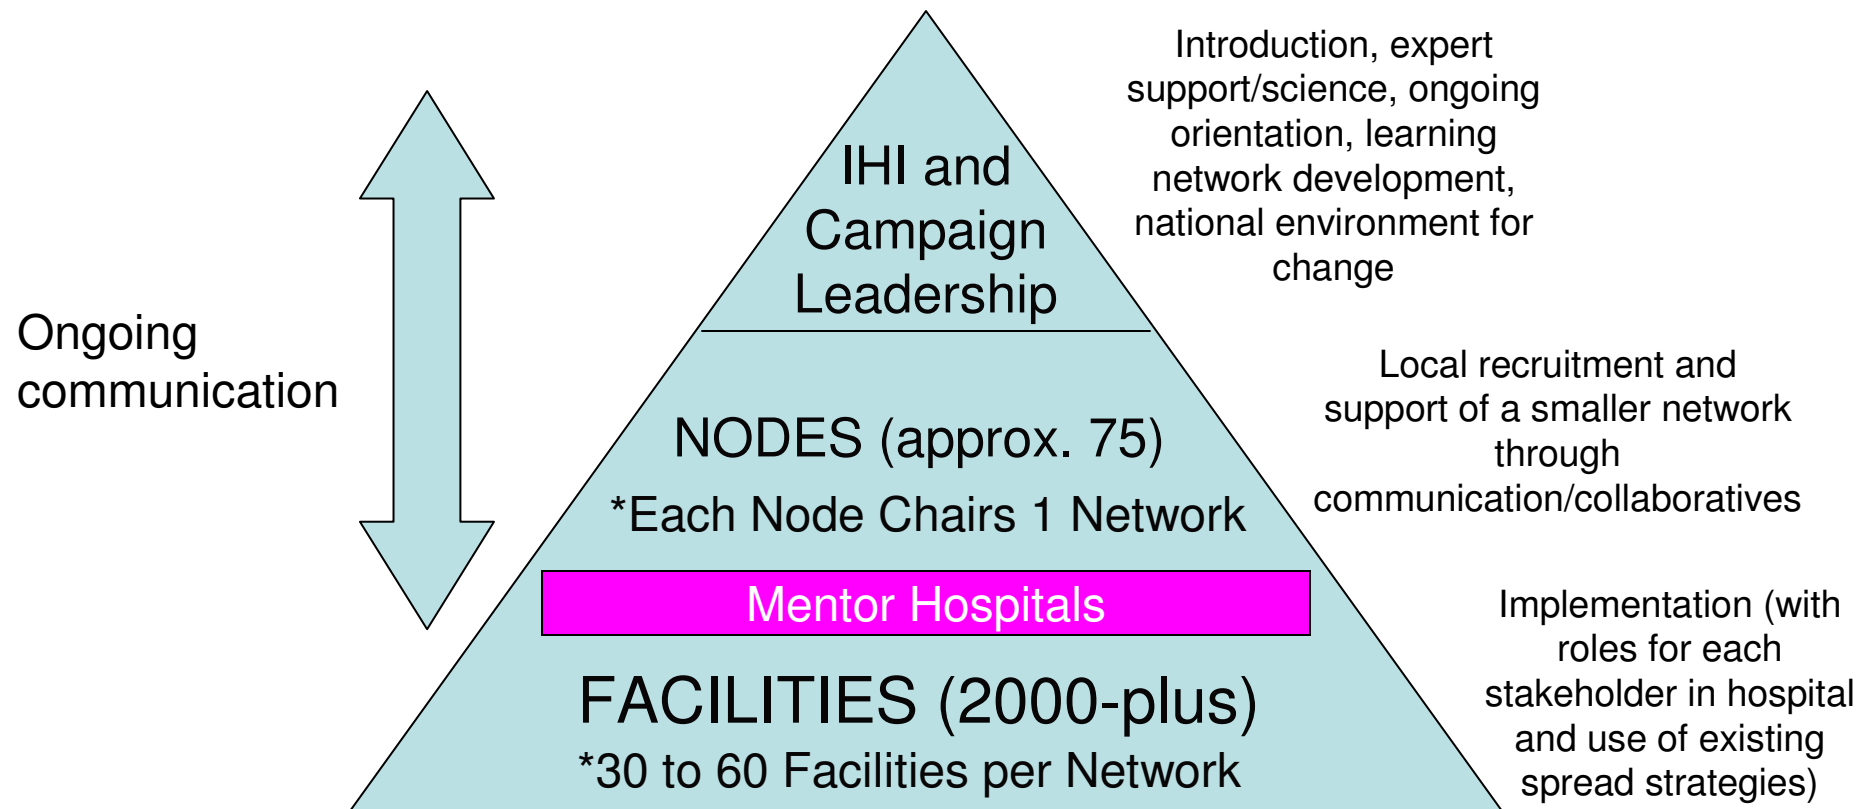 Ongoing
communication
IHI and
Campaign
Leadership
NODES (approx. 75)
*Each Node Chairs 1 Network
Mentor Hospitals
FACILITIES (2000-plus)
*30 to 60 Facilities per Network
Introduction, expert
support/science, ongoing
orientation, learning
network development,
national environment for
change
Local recruitment and
support of a smaller network
through
communication/collaboratives
Implementation (with
roles for each
stakeholder in hospital
and use of existing
spread strategies)